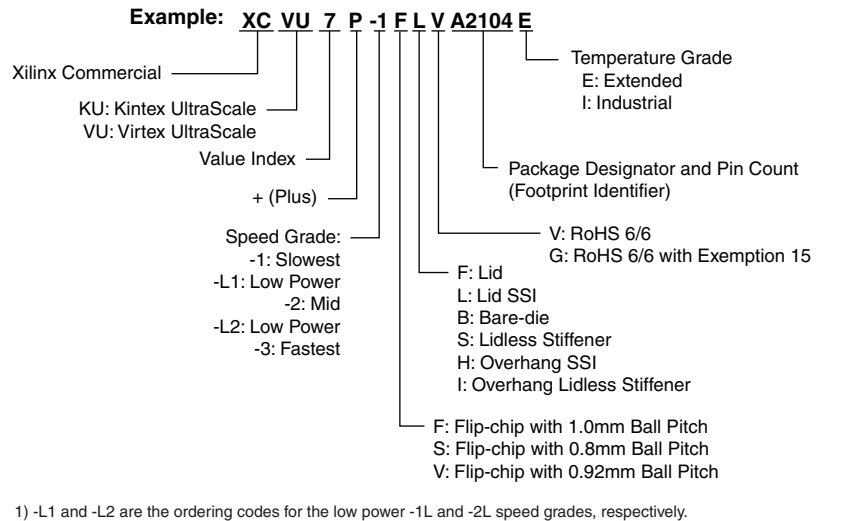 Example: XC VU 7 P -1 F L V A2104 E
Temperature Grade
E: Extended
I: Industrial
Xilinx Commercial
KU: Kintex UltraScale
VU: Virtex UltraScale
Value Index
Package Designator and Pin Count
(Footprint Identifier)
+ (Plus)
Speed Grade:
-1: Slowest
-L1: Low Power
-2: Mid
-L2: Low Power
-3: Fastest
V: RoHS 6/6
G: RoHS 6/6 with Exemption 15
F: Lid
L: Lid SSI
B: Bare-die
S: Lidless Stiffener
H: Overhang SSI
I: Overhang Lidless Stiffener
F: Flip-chip with 1.0mm Ball Pitch
S: Flip-chip with 0.8mm Ball Pitch
V: Flip-chip with 0.92mm Ball Pitch
1) -L1 and -L2 are the ordering codes for the low power -1L and -2L speed grades, respectively.